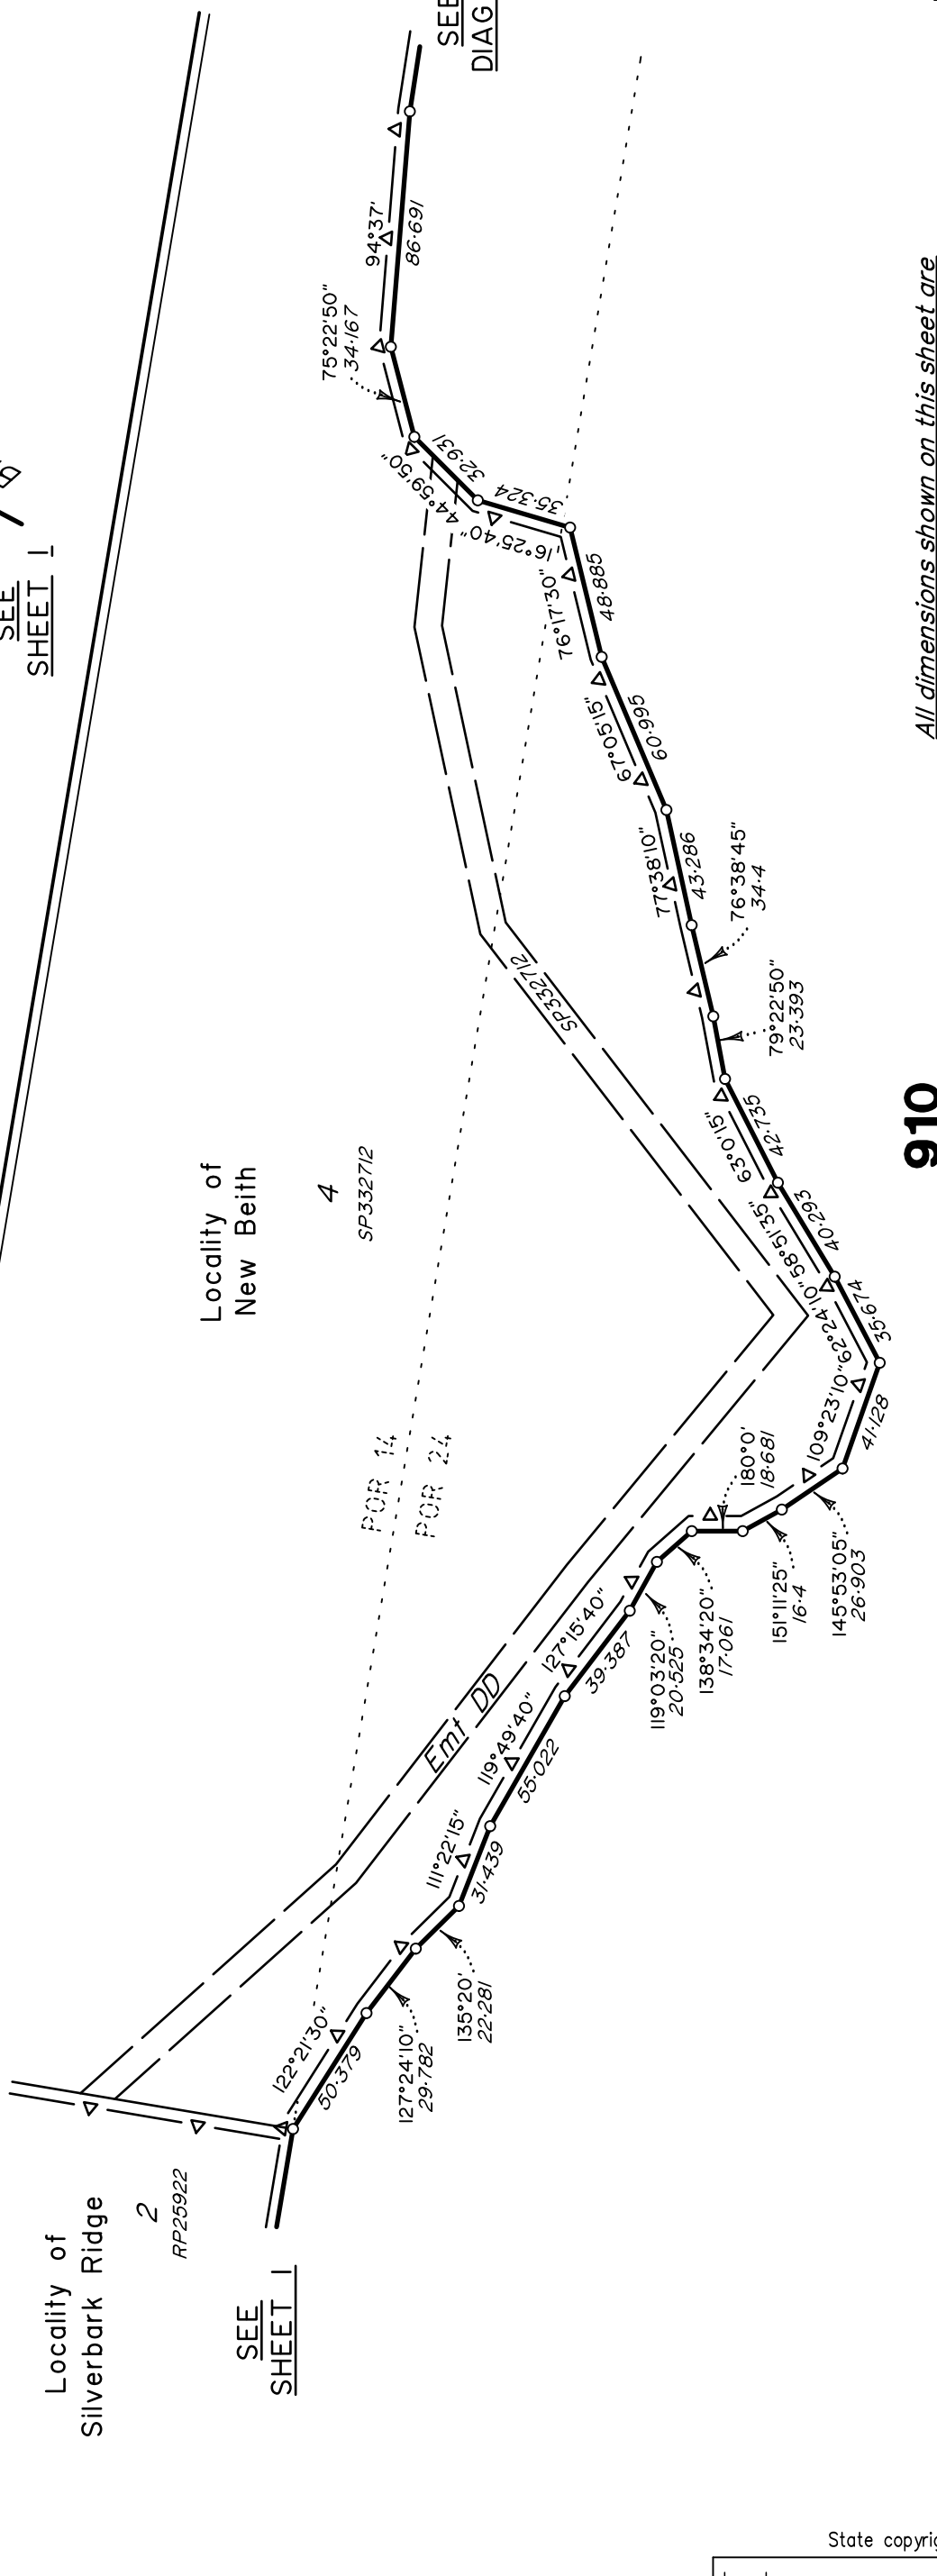 SEE
DIAG
SEE
SHEET 1
94°37'
86·691
75°22'50"
34·167
44°59'50"
32·931
16°25'40"
35·324
76°17'30"
48·885
67°05'15"
60·995
77°38'10"
43·286
76°38'45"
34·4
79°22'50"
23·393
63°0'15"
42·735
58°51'35"
40·293
62°24'10"
35·674
109°23'10"
41·128
145°53'05"
26·903
151°11'25"
16·4
180°0'
18·681
138°34'20"
17·061
119°03'20"
20·525
127°15'40"
39·387
119°49'40"
55·022
111°22'15"
31·439
135°20'
22·281
127°24'10"
29·782
122°21'30"
50·379
SP332712
Locality of
New Beith
4
SP332712
POR 14
POR 24
Emt DD
910
All dimensions shown on this sheet are
Locality of
Silverbark Ridge
2
RP25922
SEE
SHEET 1
State copyrig